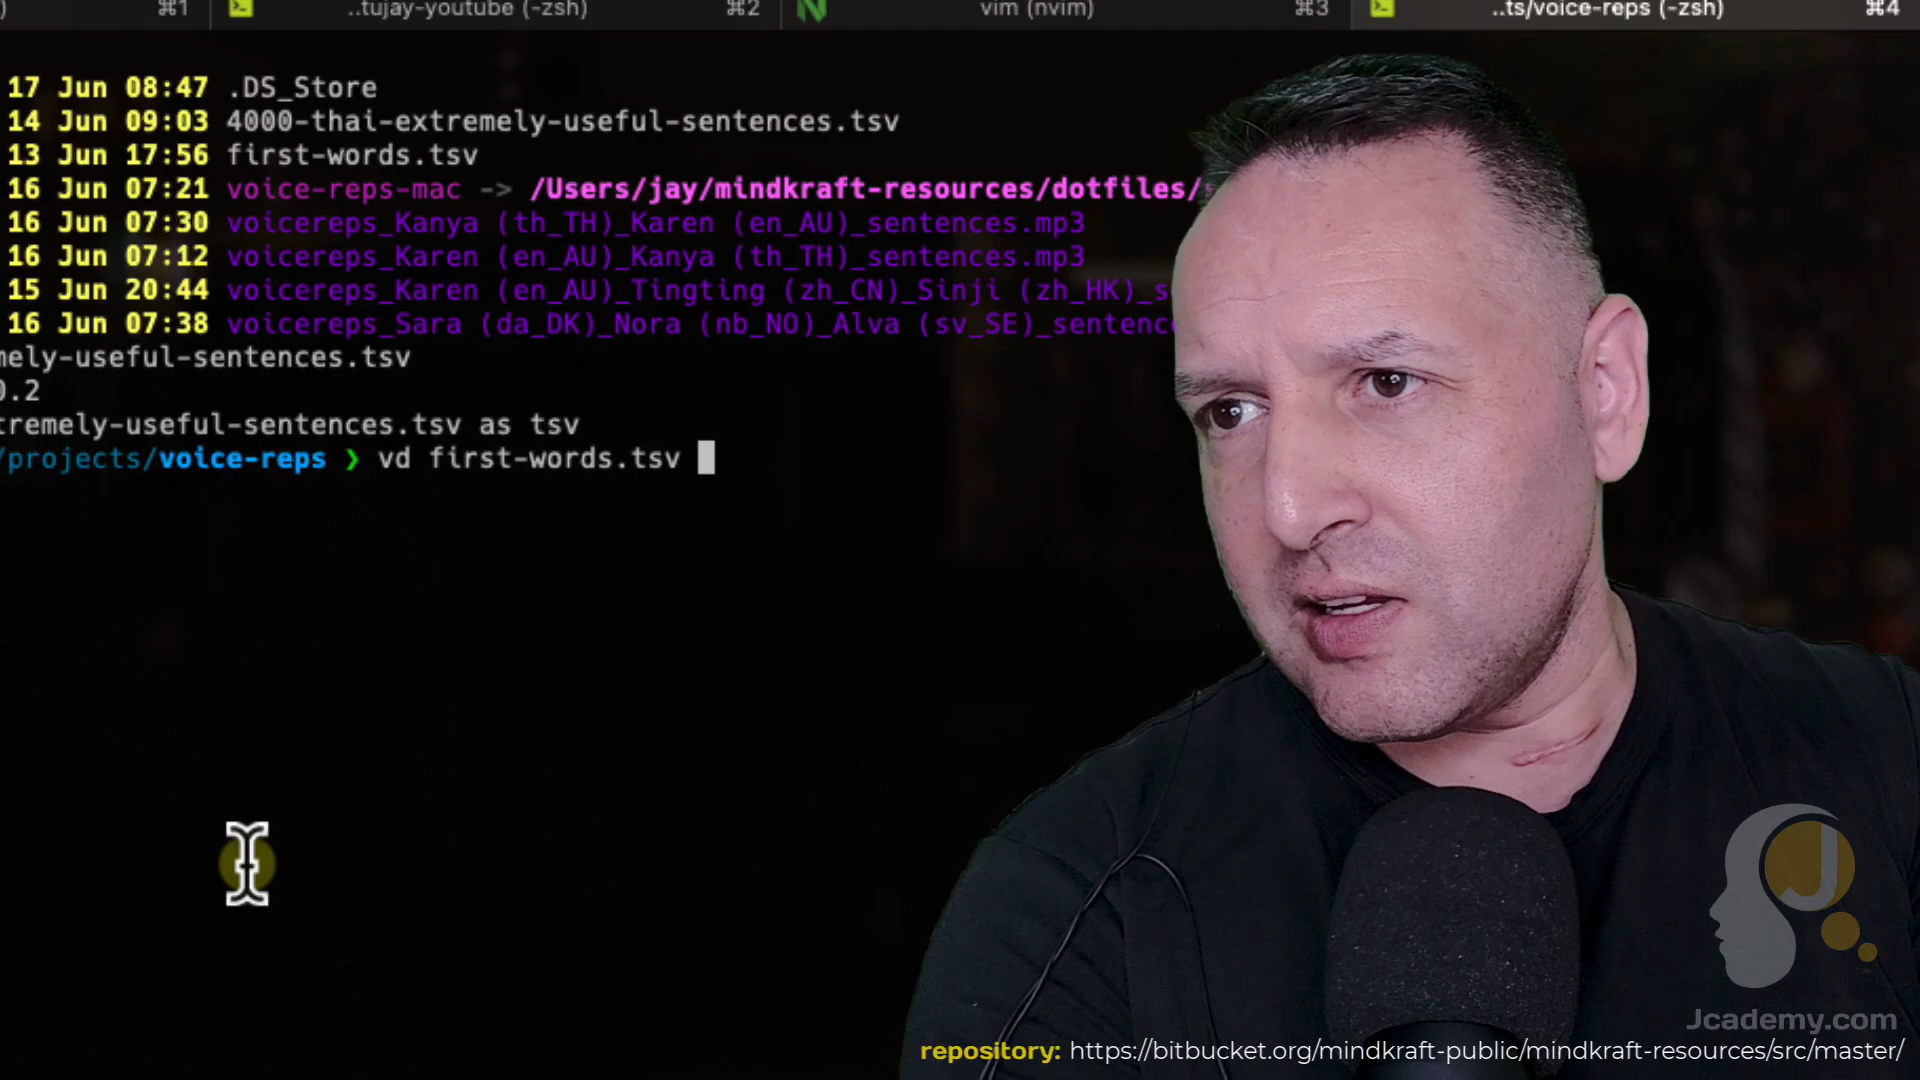 ) ⌘1 ..tujay-youtube (-zsh) ⌘2 vim (nvim) ⌘3 ..ts/voice-reps (-zsh) ⌘4
17 Jun 08:47 .DS_Store
14 Jun 09:03 4000-thai-extremely-useful-sentences.tsv
13 Jun 17:56 first-words.tsv
16 Jun 07:21 voice-reps-mac -> /Users/jay/mindkraft-resources/dotfiles/
16 Jun 07:30 voicereps_Kanya (th_TH)_Karen (en_AU)_sentences.mp3
16 Jun 07:12 voicereps_Karen (en_AU)_Kanya (th_TH)_sentences.mp3
15 Jun 20:44 voicereps_Karen (en_AU)_Tingting (zh_CN)_Sinji (zh_HK)_s
16 Jun 07:38 voicereps_Sara (da_DK)_Nora (nb_NO)_Alva (sv_SE)_sentenc
mely-useful-sentences.tsv
0.2
tremely-useful-sentences.tsv as tsv
/projects/voice-reps ❯ vd first-words.tsv
J
Jcademy.com
repository: https://bitbucket.org/mindkraft-public/mindkraft-resources/src/master/